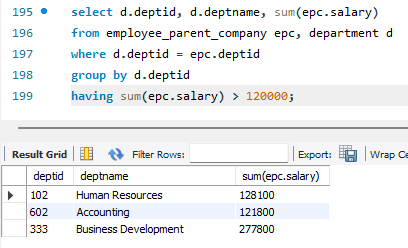 195 select d.deptid, d.deptname, sum(epc.salary)
196 from employee_parent_company epc, department d
197 where d.deptid = epc.deptid
198 group by d.deptid
199 having sum(epc.salary) > 120000;
Result Grid Filter Rows: Export: Wrap Ce
deptid deptname sum(epc.salary)
102 Human Resources 128100
602 Accounting 121800
333 Business Development 277800